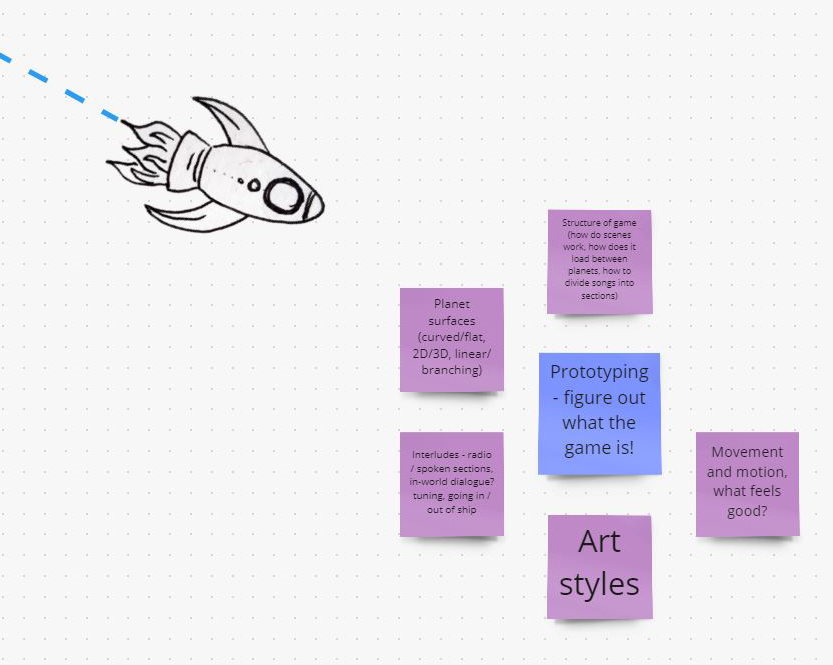 Structure of game
(how do scenes
work, how does it
load between
planets, how to
divide songs into
sections)
Planet
surfaces
(curved/flat,
2D/3D, linear/
branching)
Prototyping
- figure out
what the
game is!
Interludes - radio
/ spoken sections,
in-world dialogue?
tuning, going in /
out of ship
Movement
and motion,
what feels
good?
Art
styles